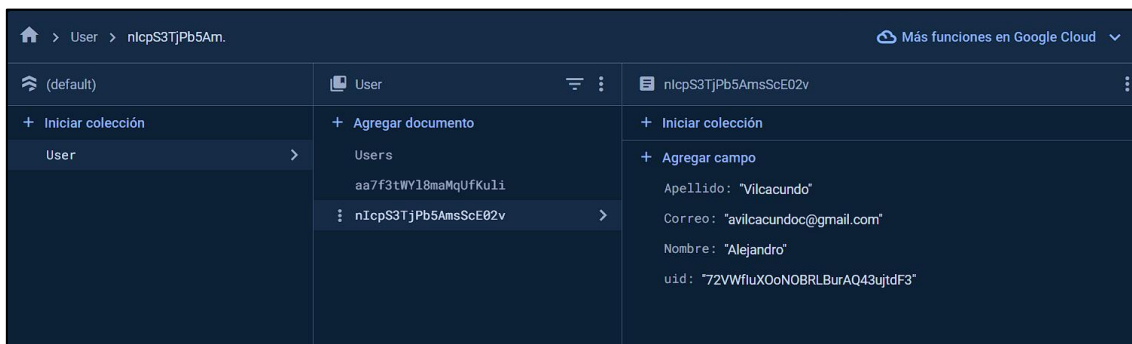 User > nIcpS3TjPb5Am.
Más funciones en Google Cloud
(default)
User
nIcpS3TjPb5AmsScE02v
+ Iniciar colección
+ Agregar documento
+ Iniciar colección
User
Users
aa7f3tWYl8maMqUfKuli
nIcpS3TjPb5AmsScE02v
+ Agregar campo
Apellido: "Vilcacundo"
Correo: "avilcacundoc@gmail.com"
Nombre: "Alejandro"
uid: "72VWfIuXOoNOBRLBurAQ43ujtdF3"